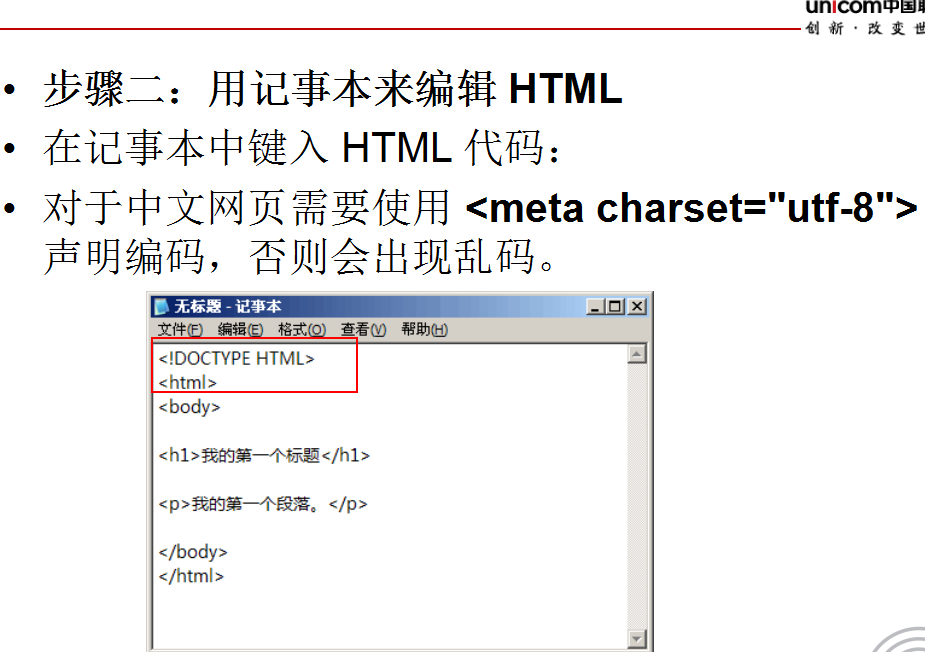 unicom中国联
创新·改变世
• 步骤二：用记事本来编辑 HTML
• 在记事本中键入 HTML 代码：
• 对于中文网页需要使用 <meta charset="utf-8">
声明编码，否则会出现乱码。
无标题 - 记事本
文件(F) 编辑(E) 格式(O) 查看(V) 帮助(H)
<!DOCTYPE HTML>
<html>
<body>
<h1>我的第一个标题</h1>
<p>我的第一个段落。</p>
</body>
</html>